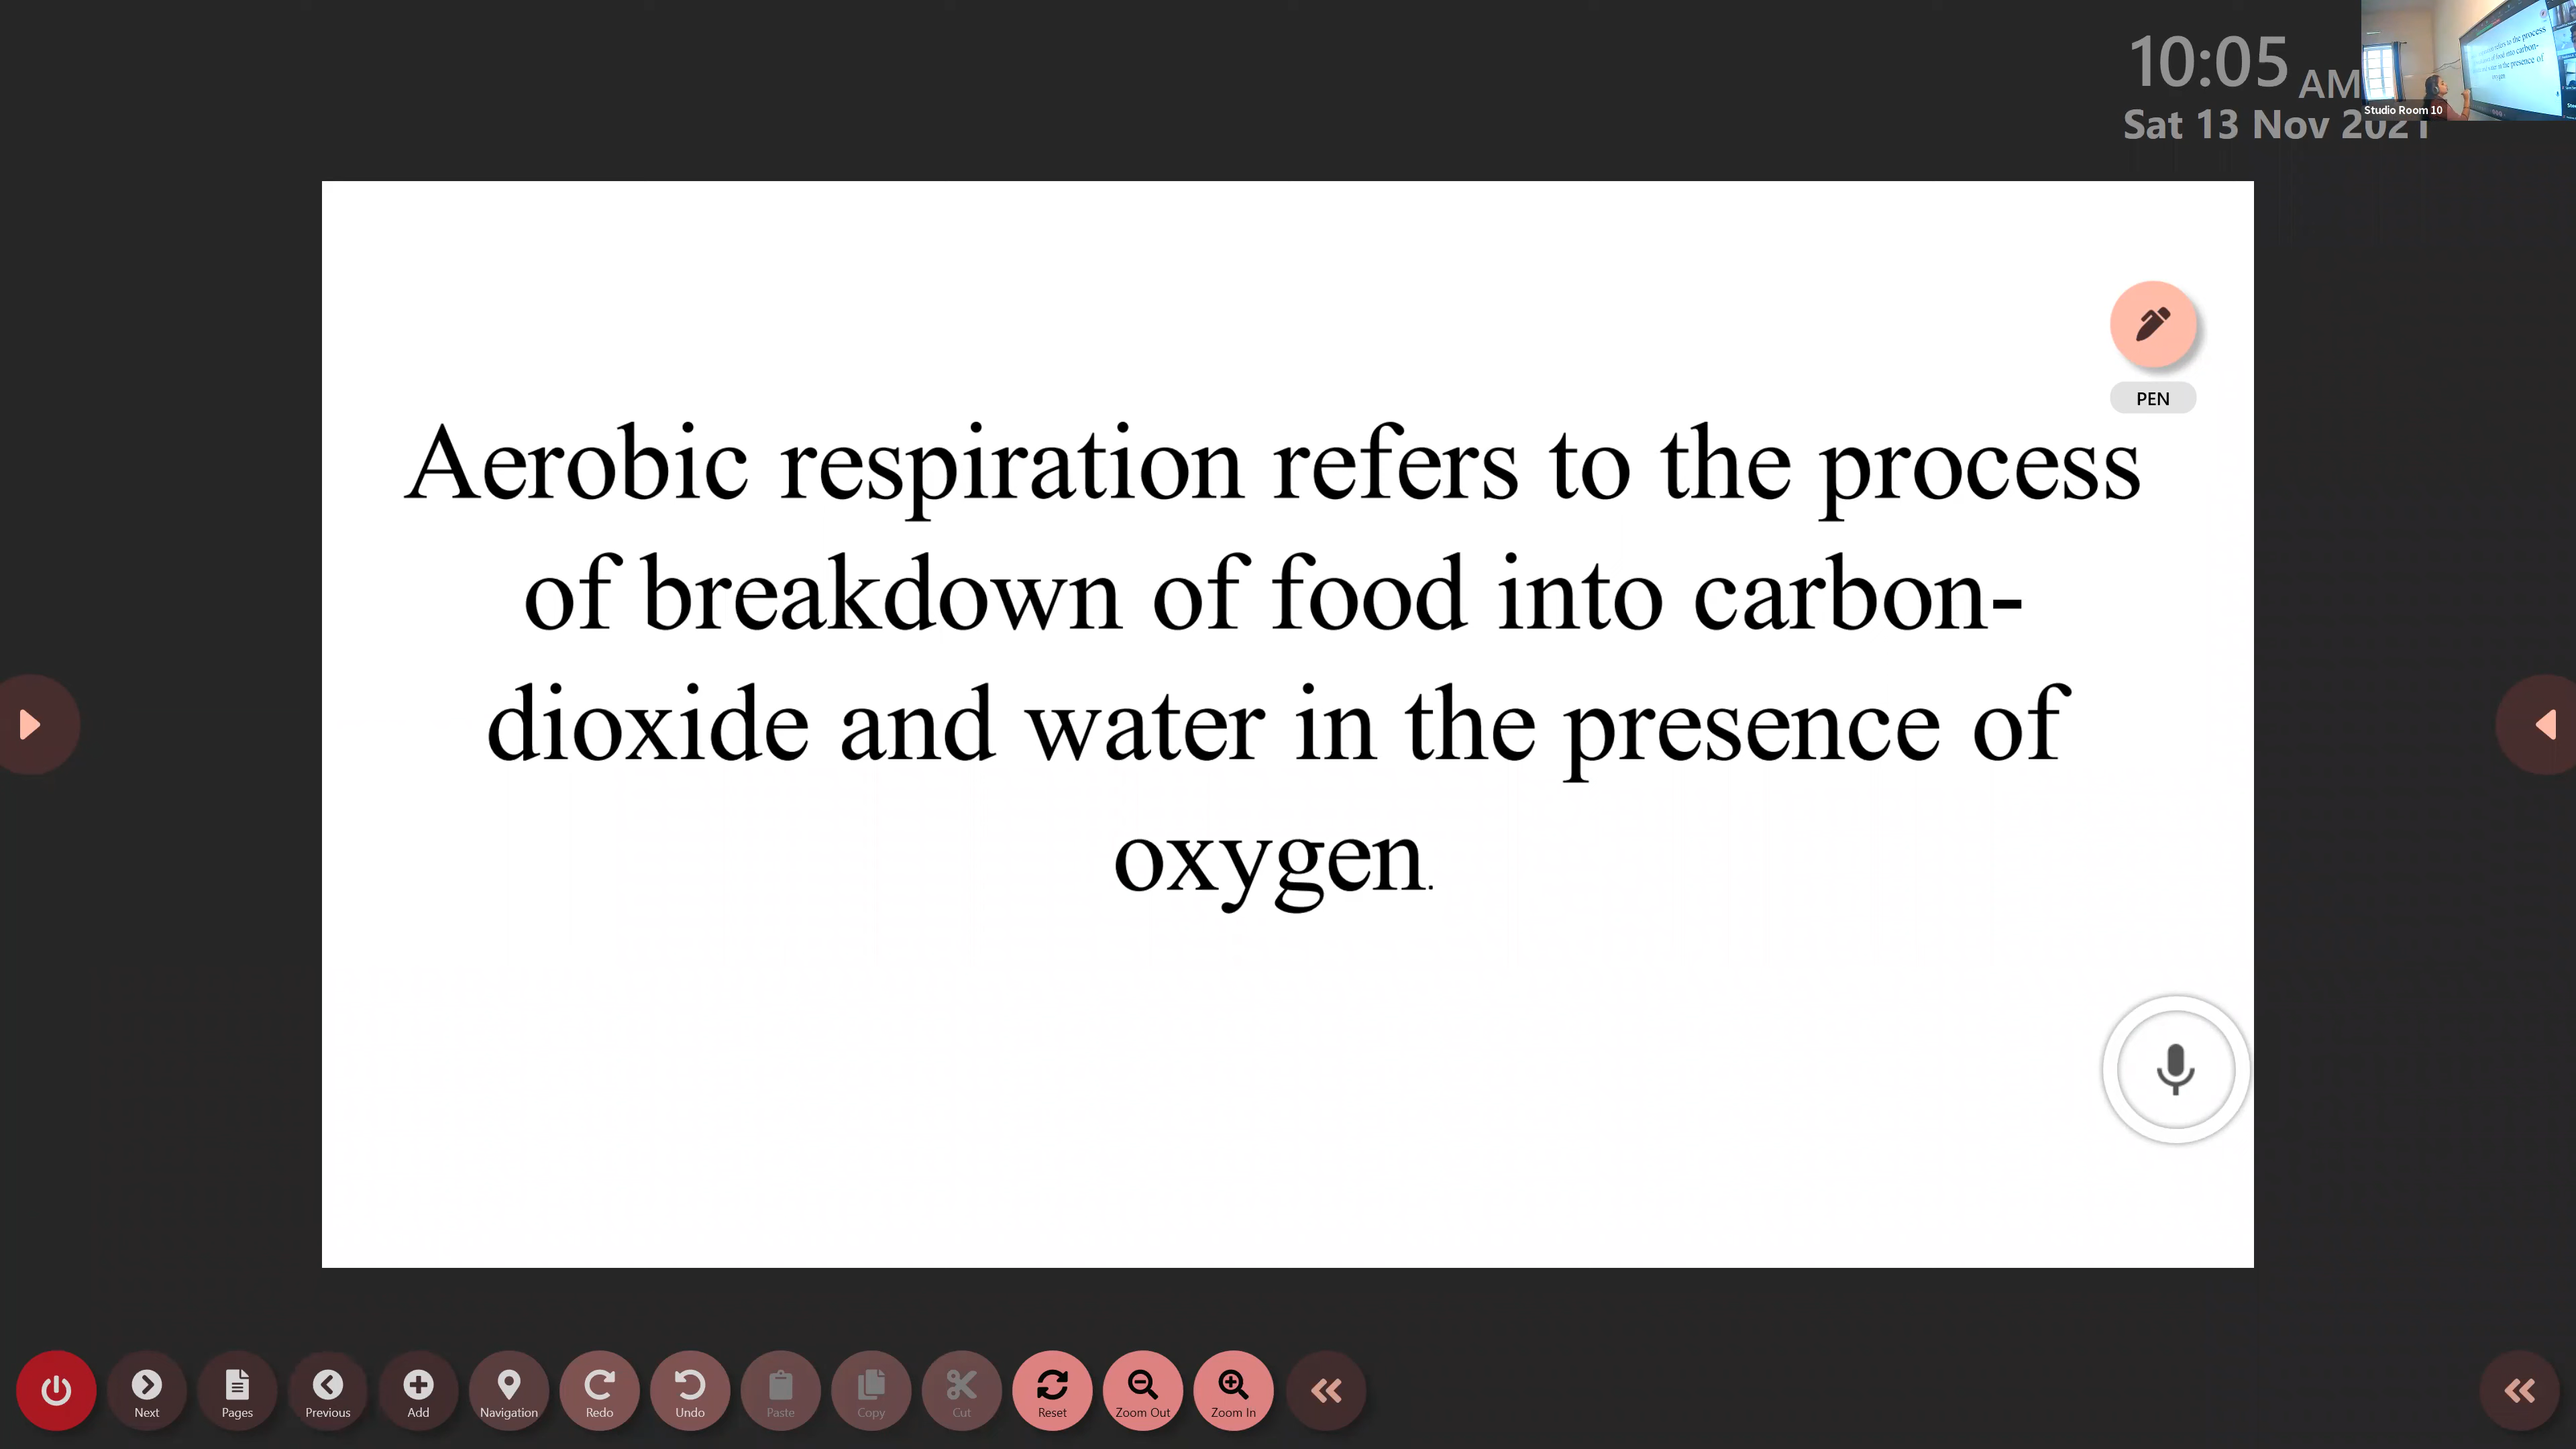 10:05 AM
Sat 13 Nov 2021
Studio Room 10
PEN
Aerobic respiration refers to the process
of breakdown of food into carbon-
dioxide and water in the presence of
oxygen.
Next
Pages
Previous
Add
Navigation
Redo
Undo
Paste
Copy
Cut
Reset
Zoom Out
Zoom In